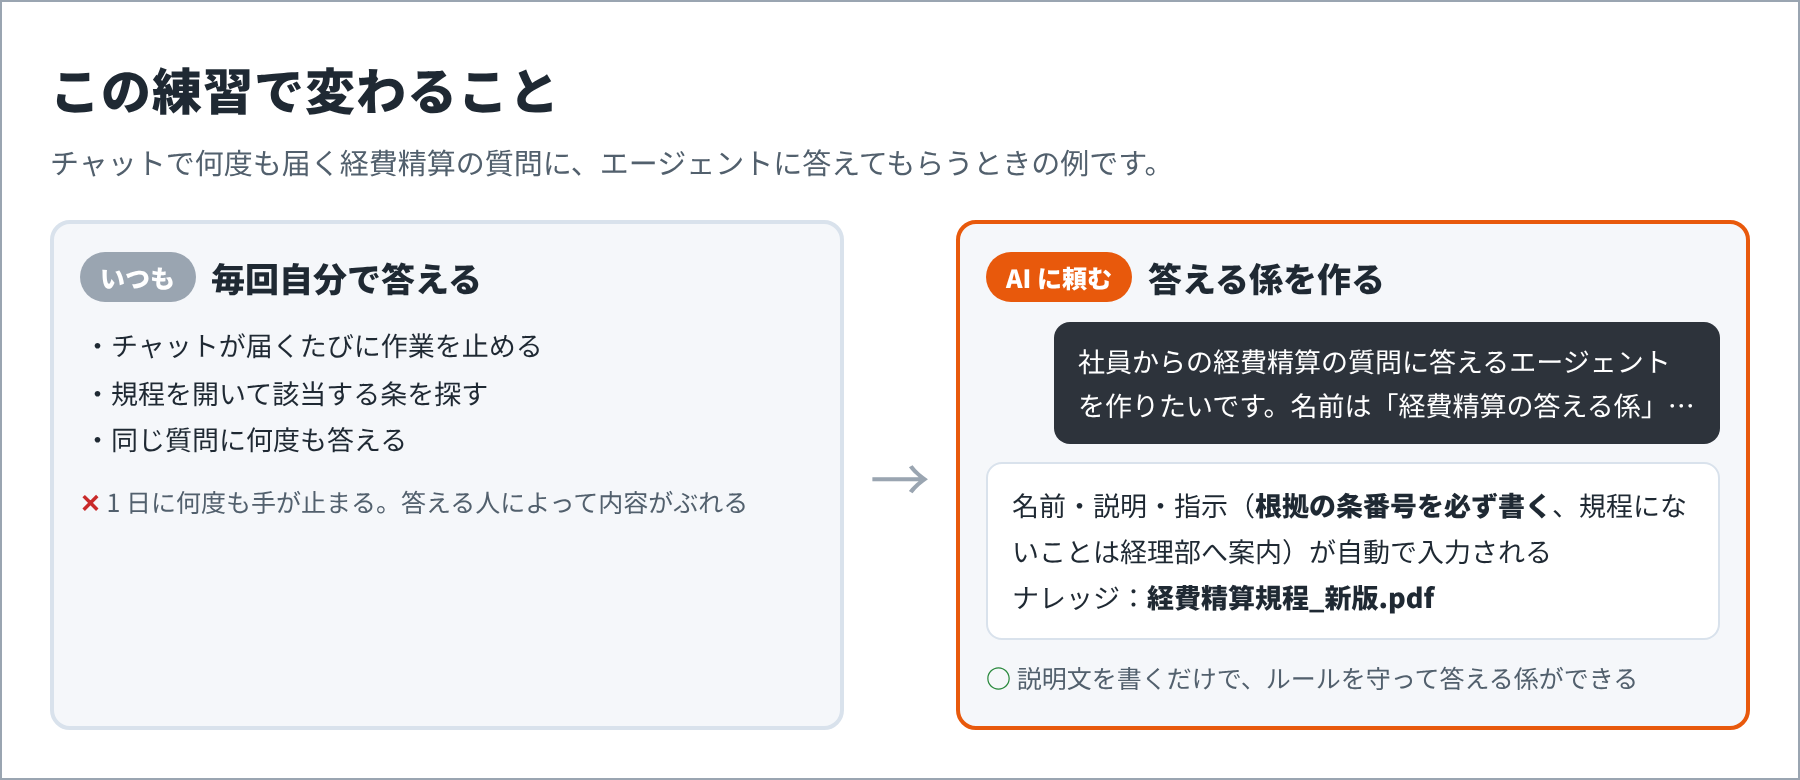 この練習で変わること
チャットで何度も届く経費精算の質問に、エージェントに答えてもらうときの例です。
いつも 毎回自分で答える
・チャットが届くたびに作業を止める
・規程を開いて該当する条を探す
・同じ質問に何度も答える
× 1 日に何度も手が止まる。答える人によって内容がぶれる
→
AI に頼む 答える係を作る
社員からの経費精算の質問に答えるエージェント
を作りたいです。名前は「経費精算の答える係」…
名前・説明・指示（根拠の条番号を必ず書く、規程にな
いことは経理部へ案内）が自動で入力される
ナレッジ：経費精算規程_新版.pdf
○ 説明文を書くだけで、ルールを守って答える係ができる